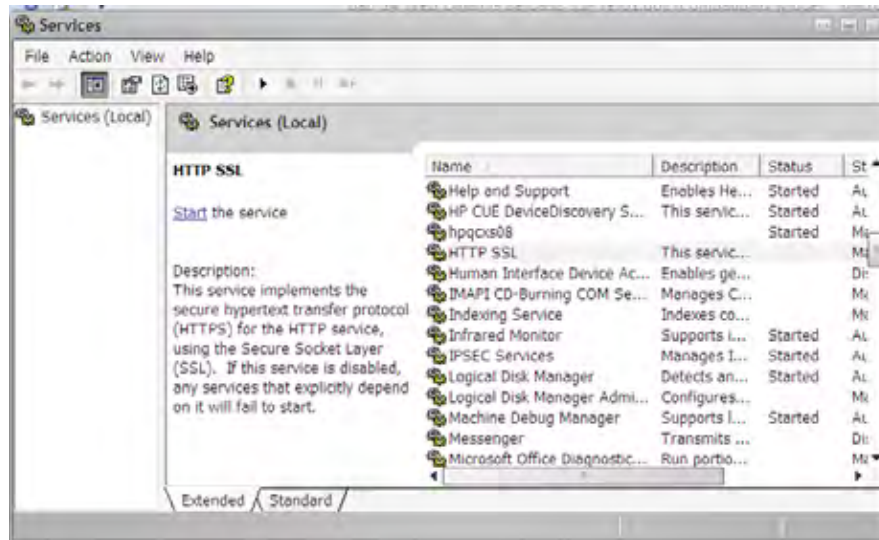 Services
File Action View Help
Services (Local)
Services (Local)
HTTP SSL
Start the service
Description:
This service implements the
secure hypertext transfer protocol
(HTTPS) for the HTTP service,
using the Secure Socket Layer
(SSL). If this service is disabled,
any services that explicitly depend
on it will fail to start.
Name Description Status St
Help and Support Enables He... Started Au
HP CUE DeviceDiscovery S... This servic... Started Au
hpqcxs08 Started Ma
HTTP SSL This servic... Ma
Human Interface Device Ac... Enables ge... Dis
IMAPI CD-Burning COM Se... Manages C... Ma
Indexing Service Indexes co... Ma
Infrared Monitor Supports i... Started Au
IPSEC Services Manages I... Started Au
Logical Disk Manager Detects an... Started Au
Logical Disk Manager Admi... Configures... Ma
Machine Debug Manager Supports l... Started Au
Messenger Transmits ... Dis
Microsoft Office Diagnostic... Run portio... Ma
Extended Standard